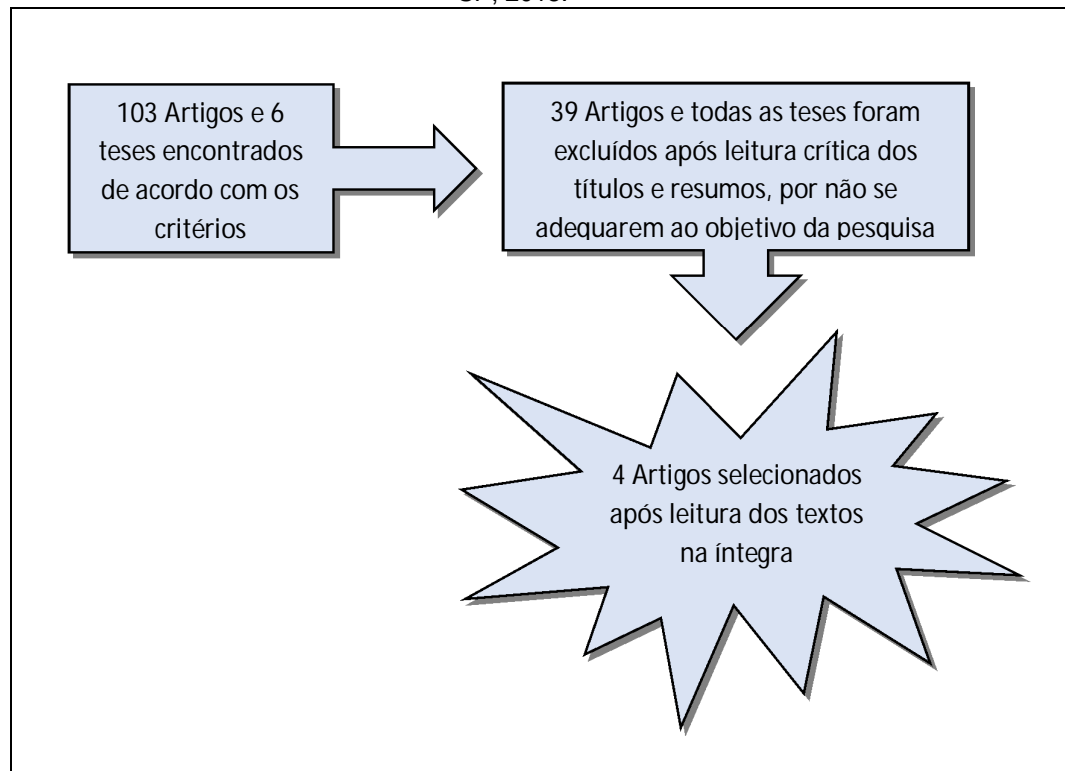 103 Artigos e 6
teses encontrados
de acordo com os
critérios
39 Artigos e todas as teses foram
excluídos após leitura crítica dos
títulos e resumos, por não se
adequarem ao objetivo da pesquisa
4 Artigos selecionados
após leitura dos textos
na íntegra